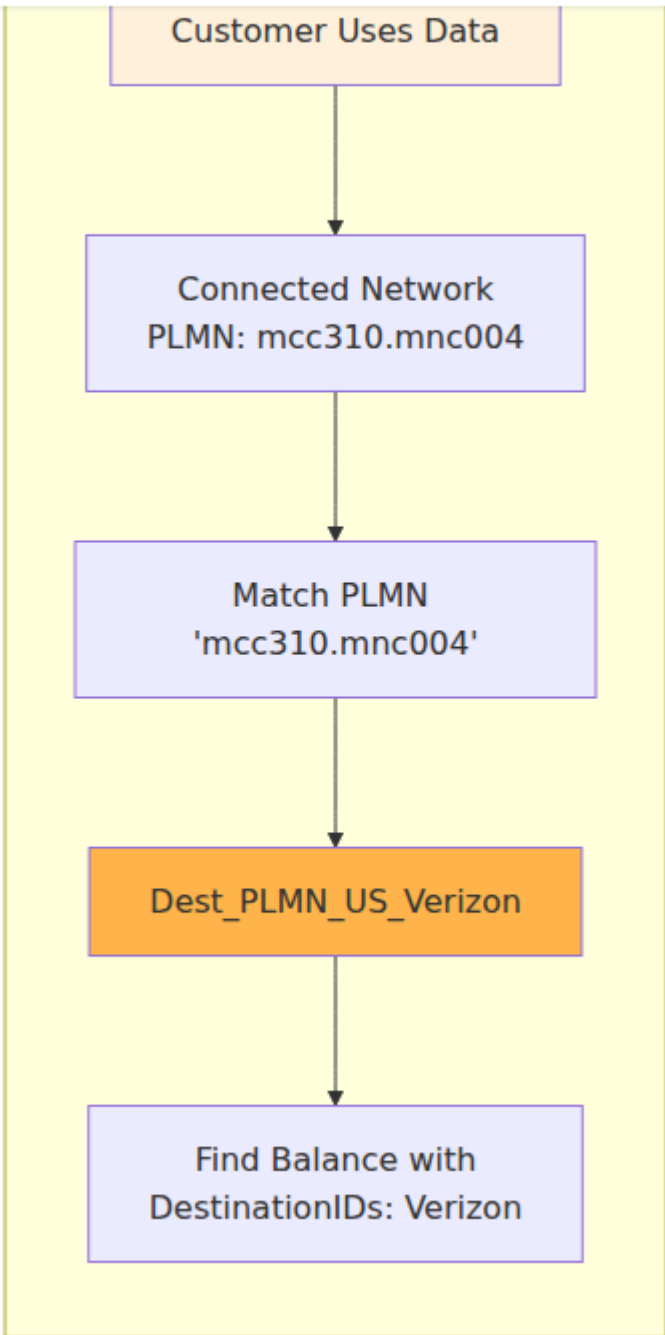 Customer Uses Data
Connected Network
PLMN: mcc310.mnc004
Match PLMN
'mcc310.mnc004'
Dest_PLMN_US_Verizon
Find Balance with
DestinationIDs: Verizon